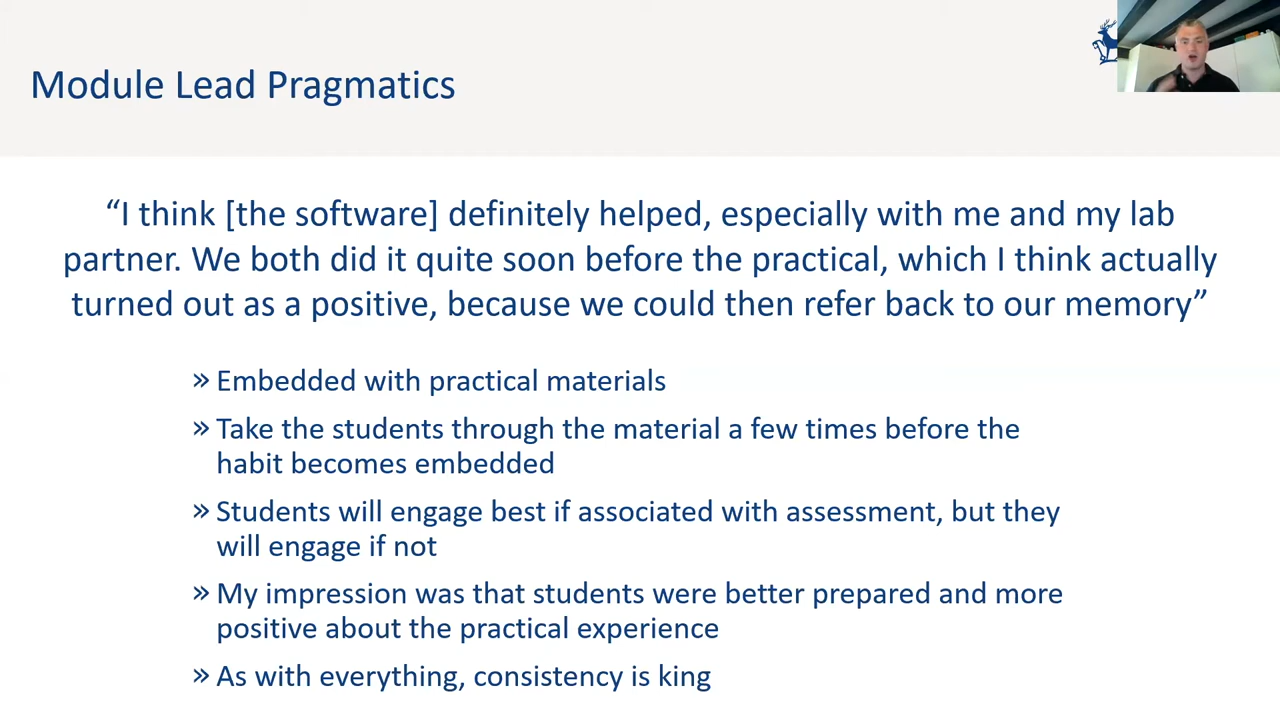 Module Lead Pragmatics
“I think [the software] definitely helped, especially with me and my lab
partner. We both did it quite soon before the practical, which I think actually
turned out as a positive, because we could then refer back to our memory”
» Embedded with practical materials
» Take the students through the material a few times before the
habit becomes embedded
» Students will engage best if associated with assessment, but they
will engage if not
» My impression was that students were better prepared and more
positive about the practical experience
» As with everything, consistency is king